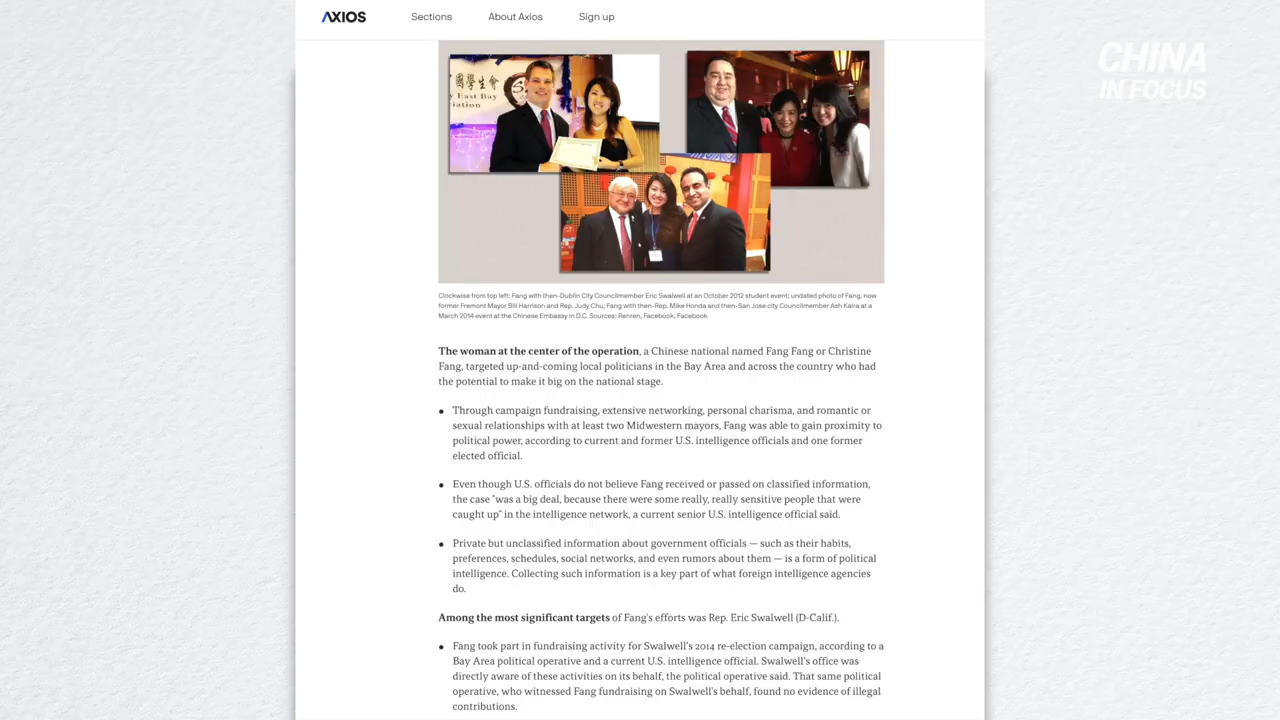 AXIOS
Sections
About Axios
Sign up
CHINA
IN FOCUS
國學生會
y East Bay
iation
Clockwise from top left: Fang with then-Dublin City Councilmember Eric Swalwell at an October 2012 student event; undated photo of Fang, now
former Fremont Mayor Bill Harrison and Rep. Judy Chu; Fang with then-Rep. Mike Honda and then-San Jose city Councilmember Ash Kalra at a
March 2014 event at the Chinese Embassy in D.C. Sources: Renren, Facebook, Facebook
The woman at the center of the operation, a Chinese national named Fang Fang or Christine
Fang, targeted up-and-coming local politicians in the Bay Area and across the country who had
the potential to make it big on the national stage.
● Through campaign fundraising, extensive networking, personal charisma, and romantic or
sexual relationships with at least two Midwestern mayors, Fang was able to gain proximity to
political power, according to current and former U.S. intelligence officials and one former
elected official.
● Even though U.S. officials do not believe Fang received or passed on classified information,
the case "was a big deal, because there were some really, really sensitive people that were
caught up" in the intelligence network, a current senior U.S. intelligence official said.
● Private but unclassified information about government officials — such as their habits,
preferences, schedules, social networks, and even rumors about them — is a form of political
intelligence. Collecting such information is a key part of what foreign intelligence agencies
do.
Among the most significant targets of Fang's efforts was Rep. Eric Swalwell (D-Calif.).
● Fang took part in fundraising activity for Swalwell's 2014 re-election campaign, according to a
Bay Area political operative and a current U.S. intelligence official. Swalwell's office was
directly aware of these activities on its behalf, the political operative said. That same political
operative, who witnessed Fang fundraising on Swalwell's behalf, found no evidence of illegal
contributions.